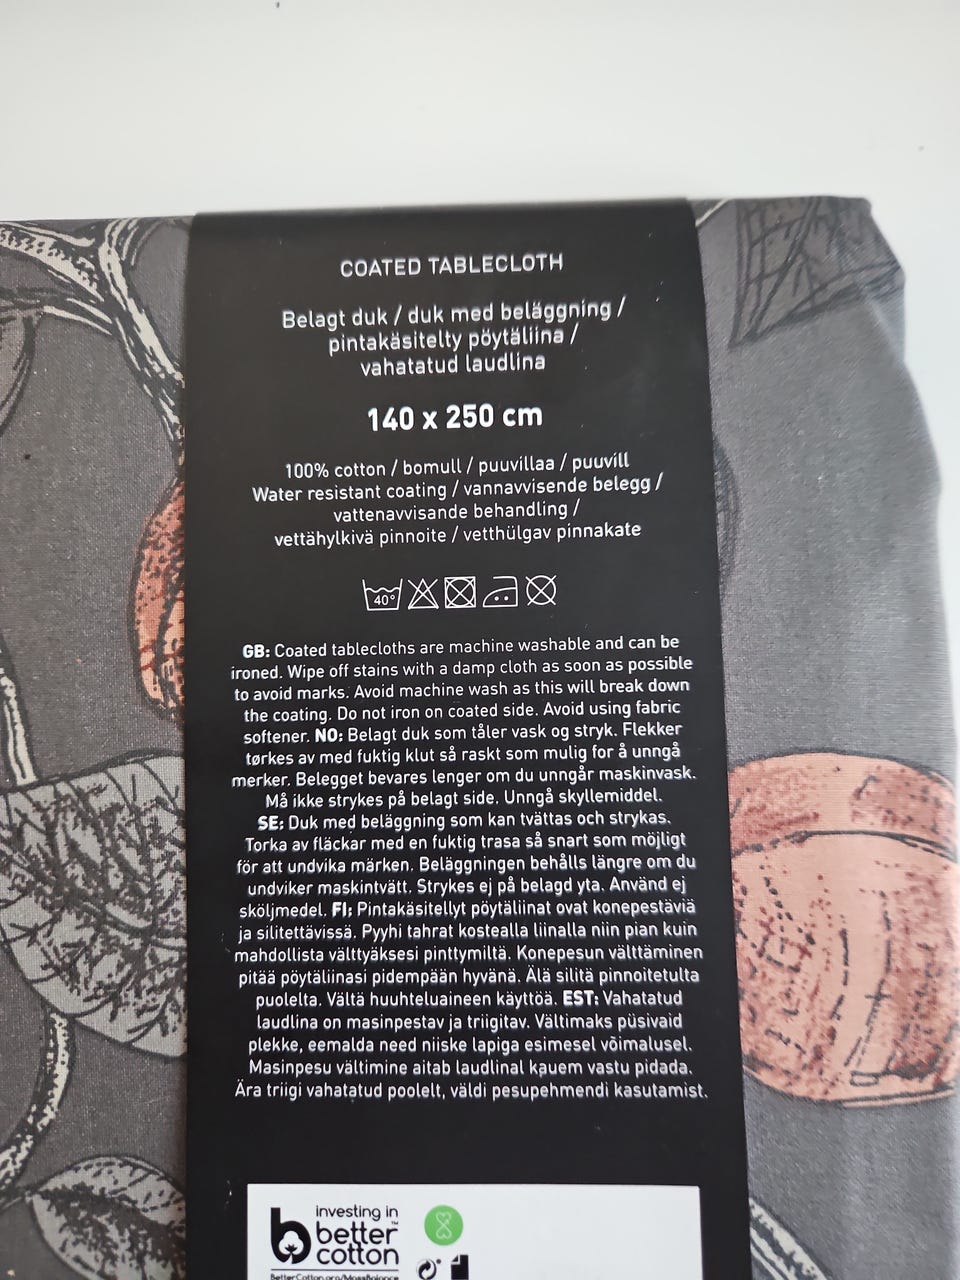 COATED TABLECLOTH
Belagt duk / duk med beläggning /
pintakäsitelty pöytäliina /
vahatatud laudlina
140 x 250 cm
100% cotton / bomull / puuvillaa / puuvill
Water resistant coating / vannavvisende belegg /
vattenavvisande behandling /
vettähylkivä pinnoite / vetthülgav pinnakate
40°
GB: Coated tablecloths are machine washable and can be
ironed. Wipe off stains with a damp cloth as soon as possible
to avoid marks. Avoid machine wash as this will break down
the coating. Do not iron on coated side. Avoid using fabric
softener. NO: Belagt duk som tåler vask og stryk. Flekker
tørkes av med fuktig klut så raskt som mulig for å unngå
merker. Belegget bevares lenger om du unngår maskinvask.
Må ikke strykes på belagt side. Unngå skyllemiddel.
SE: Duk med beläggning som kan tvättas och strykas.
Torka av fläckar med en fuktig trasa så snart som möjligt
för att undvika märken. Beläggningen behålls längre om du
undviker maskintvätt. Strykes ej på belagd yta. Använd ej
sköljmedel. FI: Pintakäsitellyt pöytäliinat ovat konepestäviä
ja silitettävissä. Pyyhi tahrat kostealla liinalla niin pian kuin
mahdollista välttyäksesi pinttymiltä. Konepesun välttäminen
pitää pöytäliinasi pidempään hyvänä. Älä silitä pinnoitetulta
puolelta. Vältä huuhteluaineen käyttöä. EST: Vahatatud
laudlina on masinpestav ja triigitav. Vältimaks püsivaid
plekke, eemalda need niiske lapiga esimesel võimalusel.
Masinpesu vältimine aitab laudlinal kauem vastu pidada.
Ära triigi vahatatud poolelt, väldi pesupehmendi kasutamist.
investing in
better
cotton™
BetterCotton.org/MassBalance